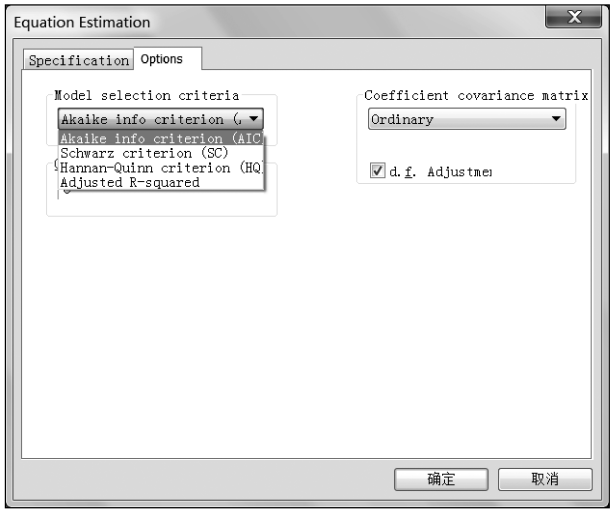 Equation Estimation
Specification Options
Model selection criteria
Akaike info criterion (
Akaike info criterion (AIC
Schwarz criterion (SC)
Hannan-Quinn criterion (HQ
Adjusted R-squared
Coefficient covariance matrix
Ordinary
d.f. Adjustme
确定 取消